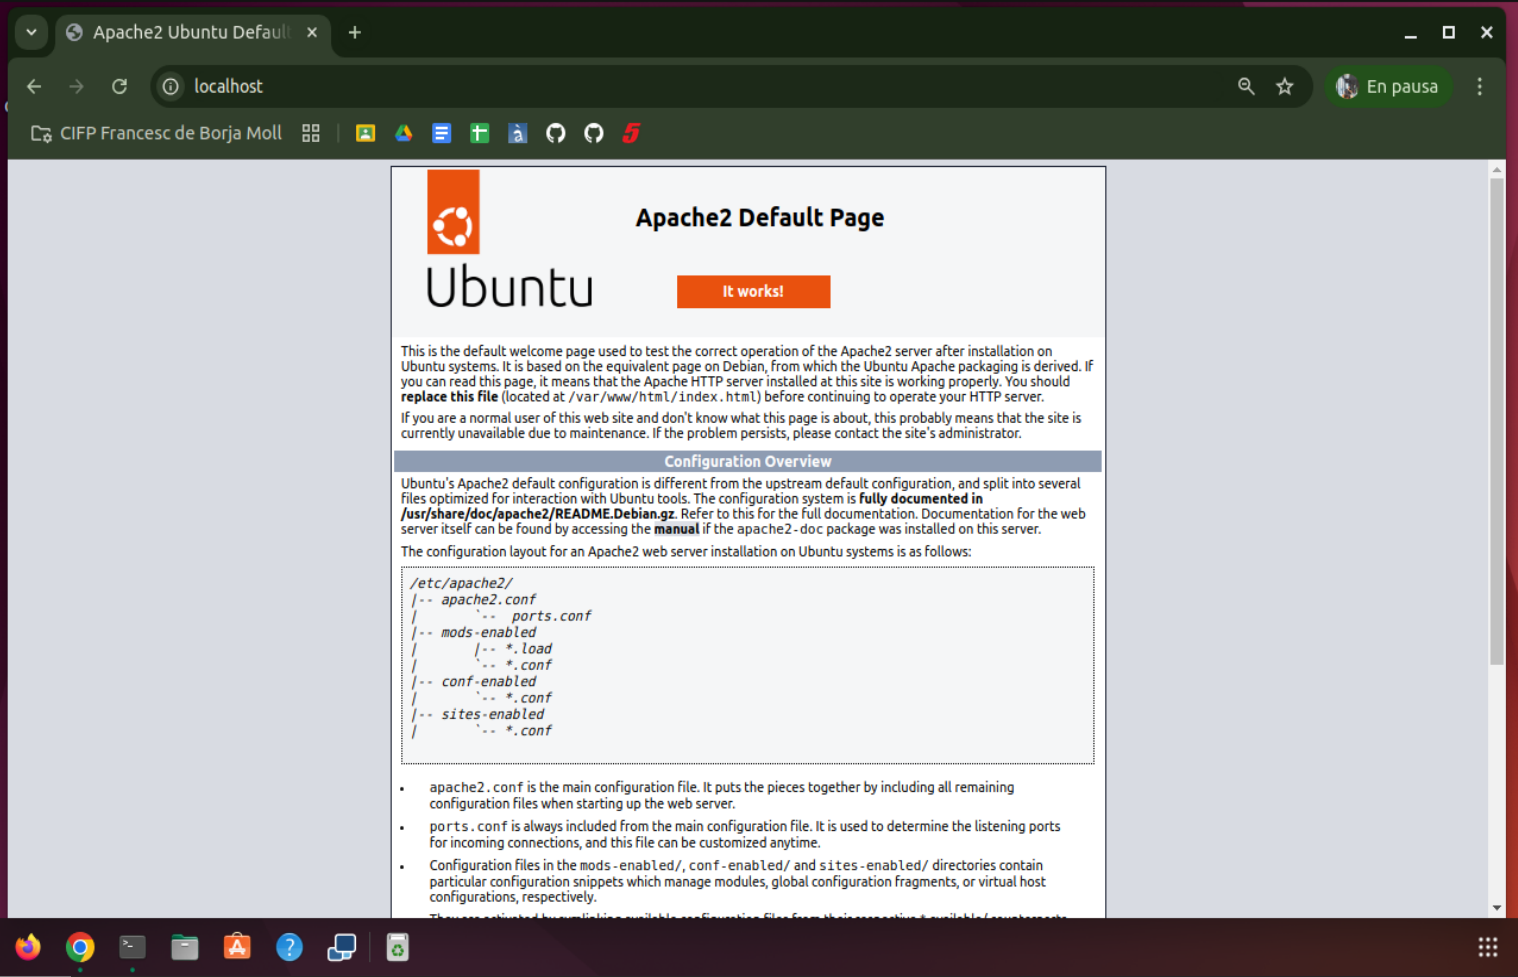 Apache2 Ubuntu Defaul
localhost
En pausa
CIFP Francesc de Borja Moll
Apache2 Default Page
Ubuntu
It works!
This is the default welcome page used to test the correct operation of the Apache2 server after installation on
Ubuntu systems. It is based on the equivalent page on Debian, from which the Ubuntu Apache packaging is derived. If
you can read this page, it means that the Apache HTTP server installed at this site is working properly. You should
replace this file (located at /var/www/html/index.html) before continuing to operate your HTTP server.
If you are a normal user of this web site and don't know what this page is about, this probably means that the site is
currently unavailable due to maintenance. If the problem persists, please contact the site's administrator.
Configuration Overview
Ubuntu's Apache2 default configuration is different from the upstream default configuration, and split into several
files optimized for interaction with Ubuntu tools. The configuration system is fully documented in
/usr/share/doc/apache2/README.Debian.gz. Refer to this for the full documentation. Documentation for the web
server itself can be found by accessing the manual if the apache2-doc package was installed on this server.
The configuration layout for an Apache2 web server installation on Ubuntu systems is as follows:
/etc/apache2/
|-- apache2.conf
|       `--  ports.conf
|-- mods-enabled
|       |-- *.load
|       `-- *.conf
|-- conf-enabled
|       `-- *.conf
|-- sites-enabled
|       `-- *.conf
• apache2.conf is the main configuration file. It puts the pieces together by including all remaining
configuration files when starting up the web server.
• ports.conf is always included from the main configuration file. It is used to determine the listening ports
for incoming connections, and this file can be customized anytime.
• Configuration files in the mods-enabled/, conf-enabled/ and sites-enabled/ directories contain
particular configuration snippets which manage modules, global configuration fragments, or virtual host
configurations, respectively.
They are activated by symlinking available configuration files from their respective *-available/ counterparts.